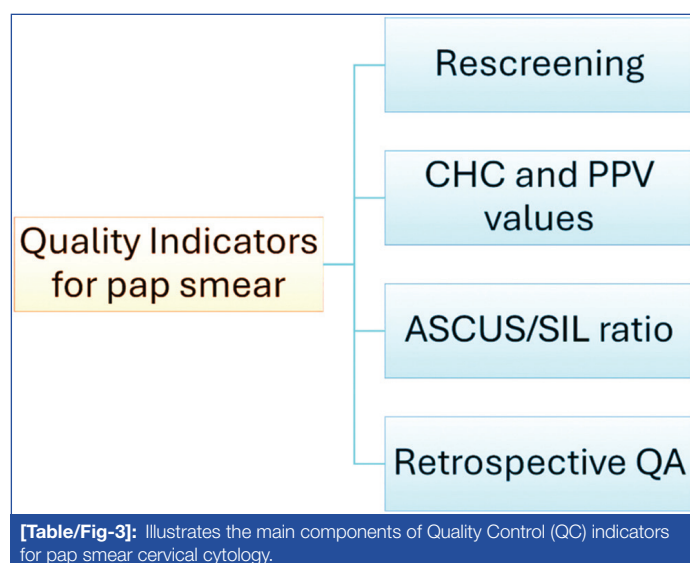 Rescreening
CHC and PPV
values
Quality Indicators
for pap smear
ASCUS/SIL ratio
Retrospective QA
[Table/Fig-3]: Illustrates the main components of Quality Control (QC) indicators
for pap smear cervical cytology.